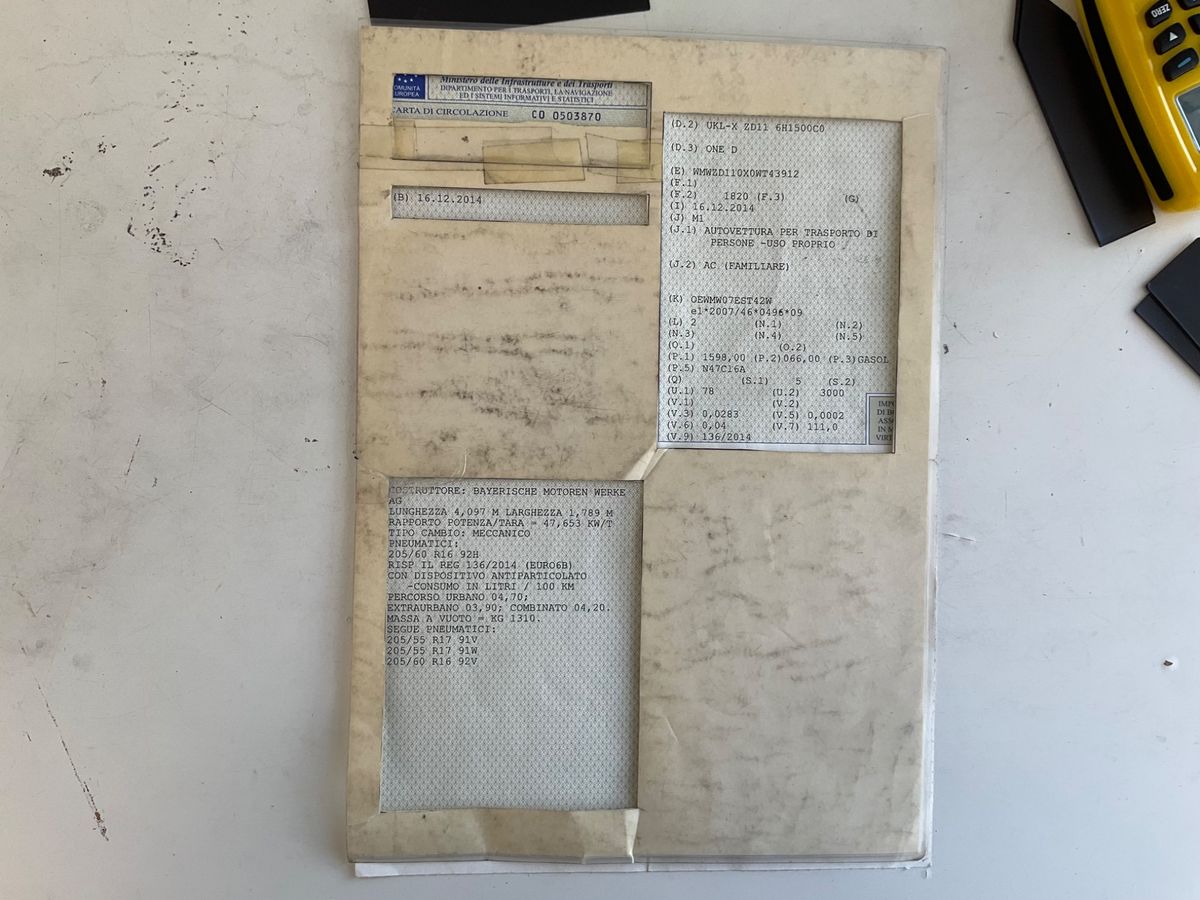 OMUNITÀ
UROPEA
Ministero delle Infrastrutture e dei Trasporti
DIPARTIMENTO PER I TRASPORTI, LA NAVIGAZIONE
ED I SISTEMI INFORMATIVI E STATISTICI
CARTA DI CIRCOLAZIONE CO 0503870
(B) 16.12.2014
(D.2) UKL-X ZD11 6H1500C0
(D.3) ONE D
(E) WMWZD110X0WT43912
(F.1)
(F.2) 1820 (F.3) (G)
(I) 16.12.2014
(J) M1
(J.1) AUTOVETTURA PER TRASPORTO DI
PERSONE -USO PROPRIO
(J.2) AC (FAMILIARE)
(K) OEWMW07EST42W
e1*2007/46*0496*09
(L) 2 (N.1) (N.2)
(N.3) (N.4) (N.5)
(O.1) (O.2)
(P.1) 1598,00 (P.2)066,00 (P.3)GASOL
(P.5) N47C16A
(Q) (S.1) 5 (S.2)
(U.1) 78 (U.2) 3000
(V.1) (V.2)
(V.3) 0,0283 (V.5) 0,0002
(V.6) 0,04 (V.7) 111,0
(V.9) 136/2014
IMPO
DI B
ASS
IN M
VIRT
COSTRUTTORE: BAYERISCHE MOTOREN WERKE
AG
LUNGHEZZA 4,097 M LARGHEZZA 1,789 M
RAPPORTO POTENZA/TARA = 47,653 KW/T
TIPO CAMBIO: MECCANICO
PNEUMATICI:
205/60 R16 92H
RISP IL REG 136/2014 (EURO6B)
CON DISPOSITIVO ANTIPARTICOLATO
-CONSUMO IN LITRI / 100 KM
PERCORSO URBANO 04,70;
EXTRAURBANO 03,90; COMBINATO 04,20.
MASSA A VUOTO = KG 1310.
SEGUE PNEUMATICI:
205/55 R17 91V
205/55 R17 91W
205/60 R16 92V
ZERO